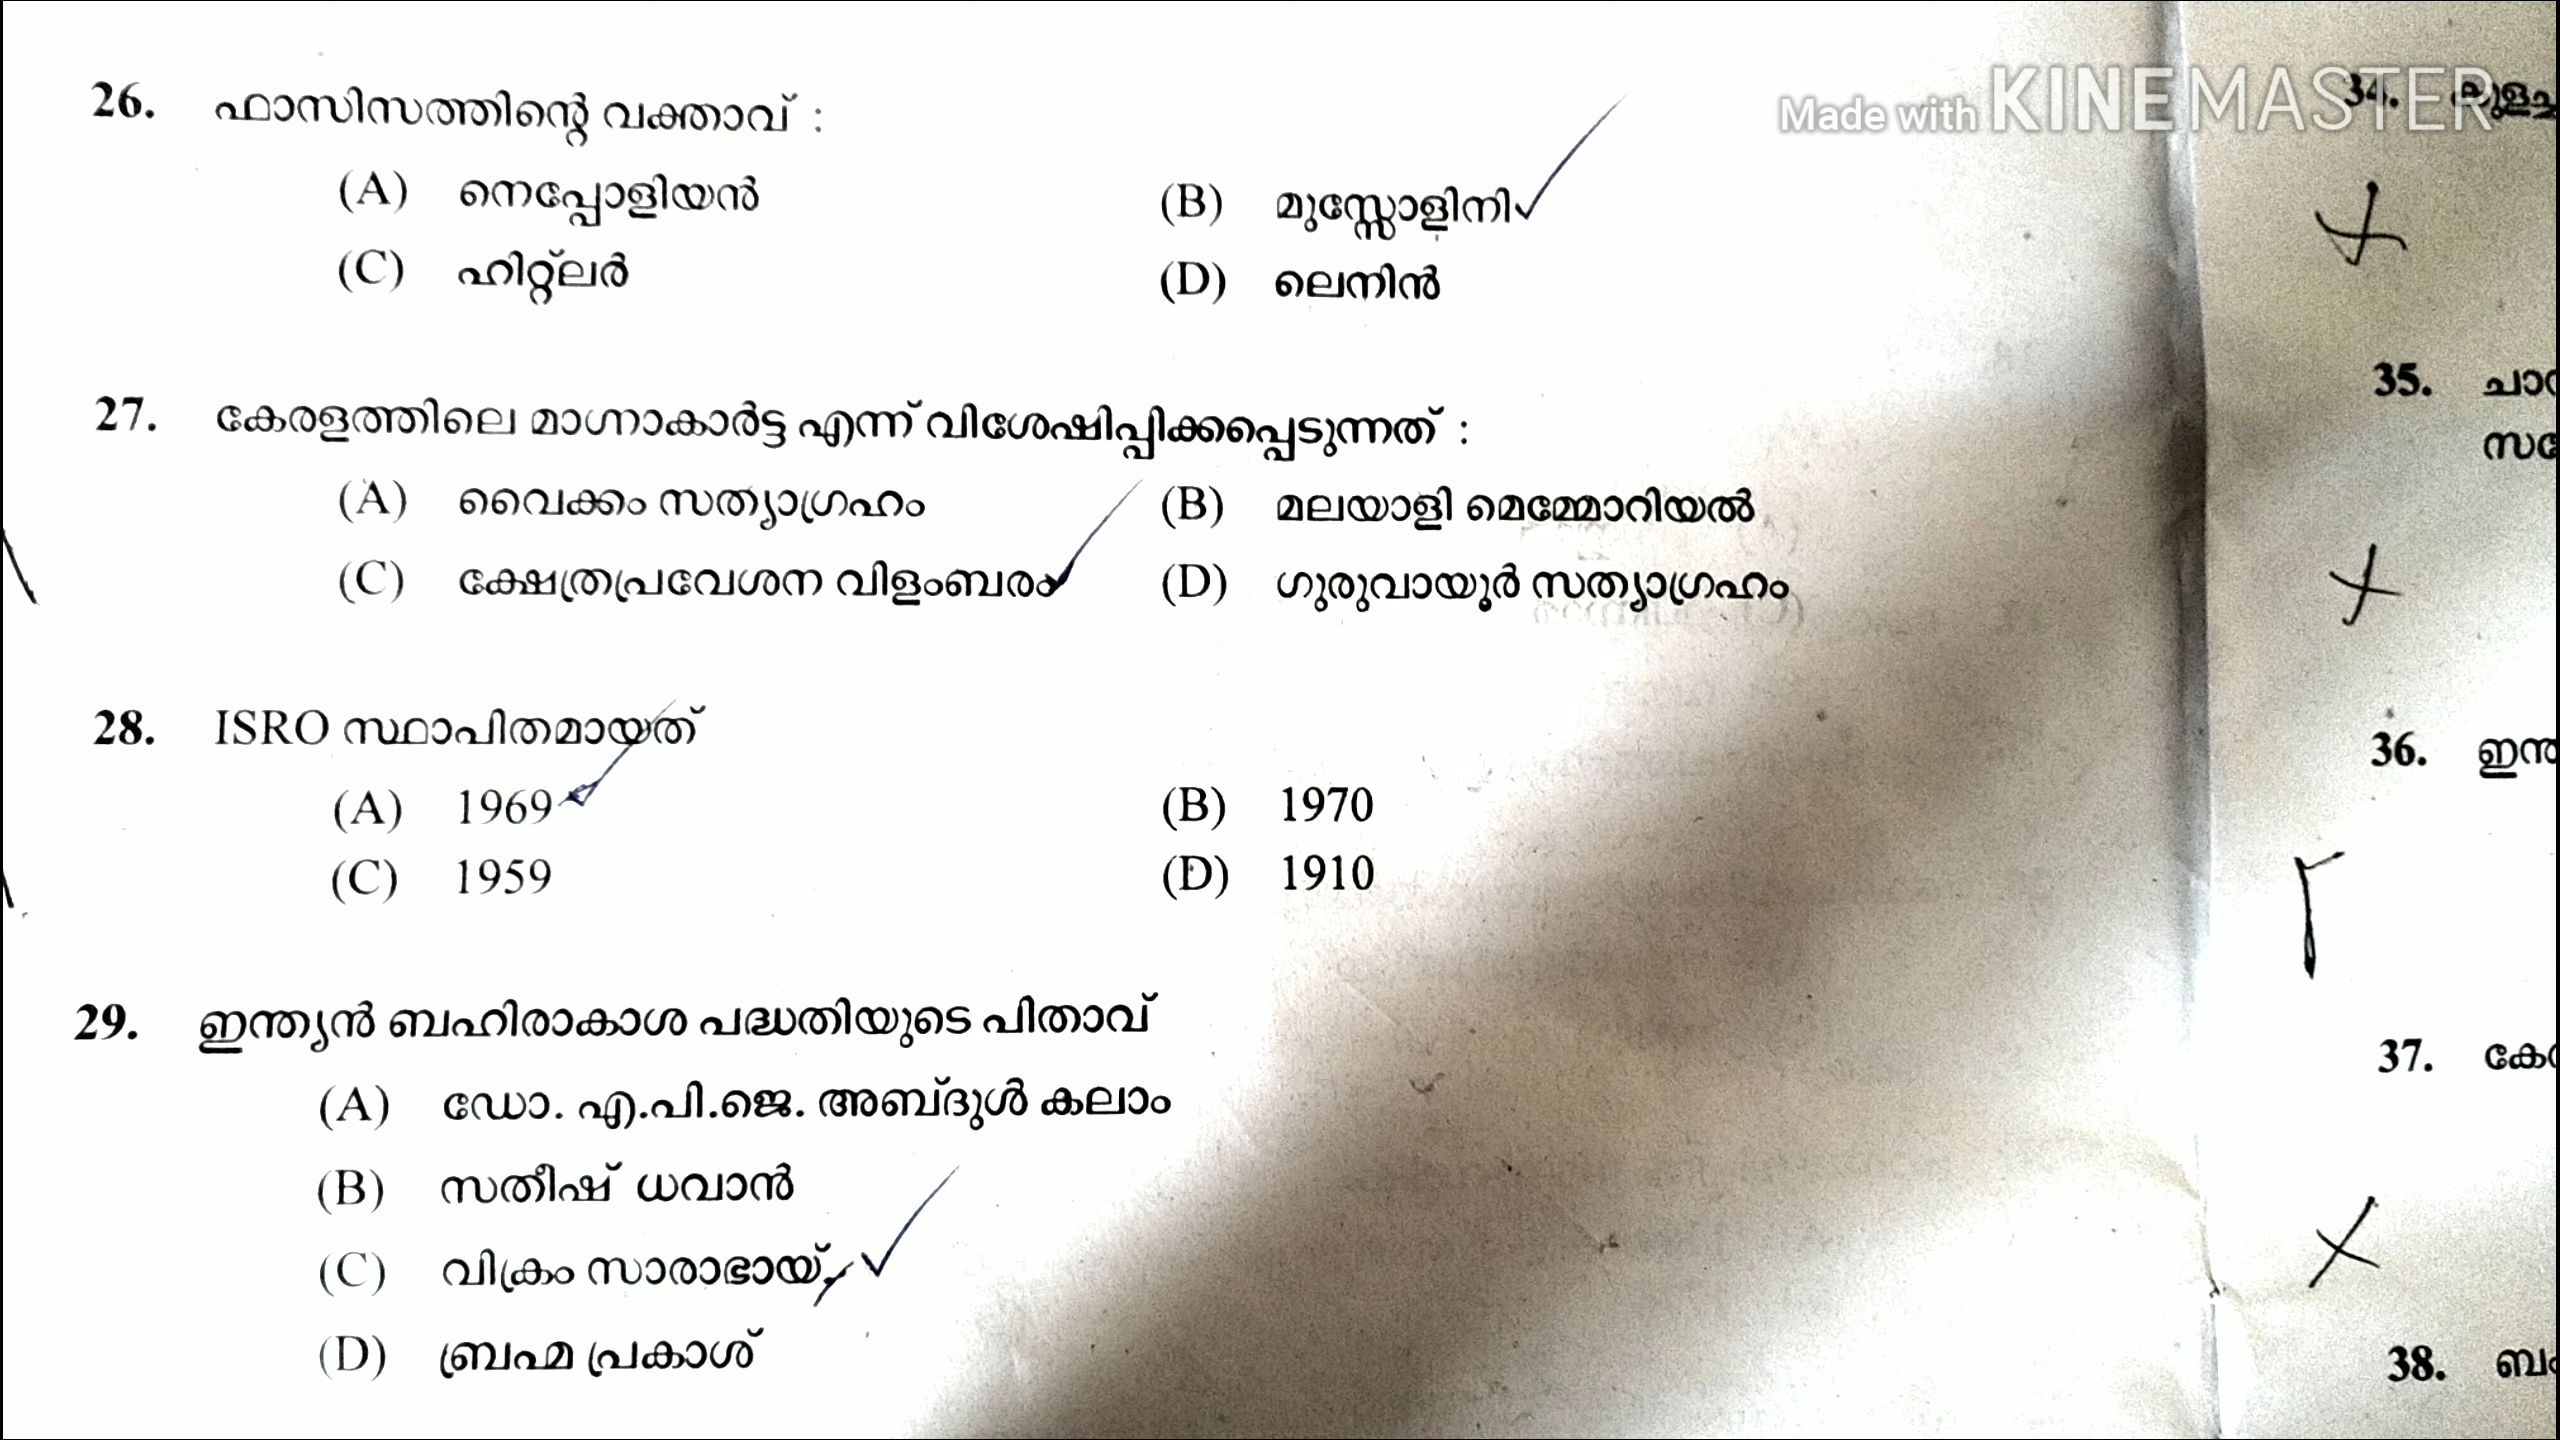 26. ഫാസിസത്തിന്റെ വക്താവ് :
(A) നെപ്പോളിയൻ (B) മുസ്സോളിനി
(C) ഹിറ്റ്ലർ (D) ലെനിൻ
27. കേരളത്തിലെ മാഗ്നാകാർട്ട എന്ന് വിശേഷിപ്പിക്കപ്പെടുന്നത് :
(A) വൈക്കം സത്യാഗ്രഹം (B) മലയാളി മെമ്മോറിയൽ
(C) ക്ഷേത്രപ്രവേശന വിളംബരം (D) ഗുരുവായൂർ സത്യാഗ്രഹം
28. ISRO സ്ഥാപിതമായത്
(A) 1969 (B) 1970
(C) 1959 (D) 1910
29. ഇന്ത്യൻ ബഹിരാകാശ പദ്ധതിയുടെ പിതാവ്
(A) ഡോ. എ.പി.ജെ. അബ്ദുൾ കലാം
(B) സതീഷ് ധവാൻ
(C) വിക്രം സാരാഭായ്
(D) ബ്രഹ്മ പ്രകാശ്
Made with KINEMASTER
34.
35.
36.
37.
38.